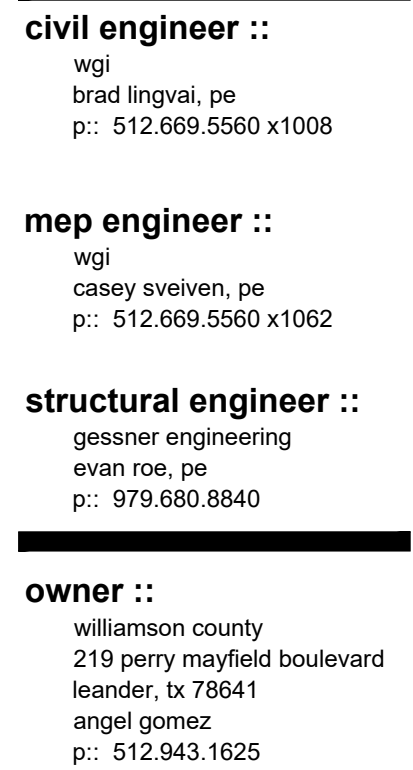 civil engineer ::
wgi
brad lingvai, pe
p:: 512.669.5560 x1008
mep engineer ::
wgi
casey sveiven, pe
p:: 512.669.5560 x1062
structural engineer ::
gessner engineering
evan roe, pe
p:: 979.680.8840
owner ::
williamson county
219 perry mayfield boulevard
leander, tx 78641
angel gomez
p:: 512.943.1625